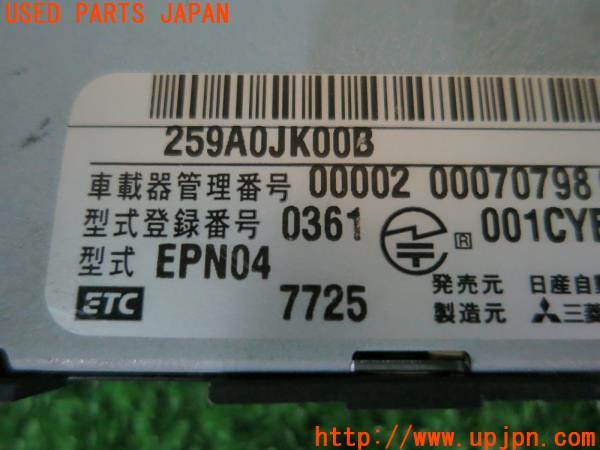 USED PARTS JAPAN
259A0JK00B
車載器管理番号 00002 00070798
型式登録番号 0361 R 001CYE
型式 EPN04
ETC 7725
発売元 日産自動
製造元 三菱
http://www.upjpn.com/